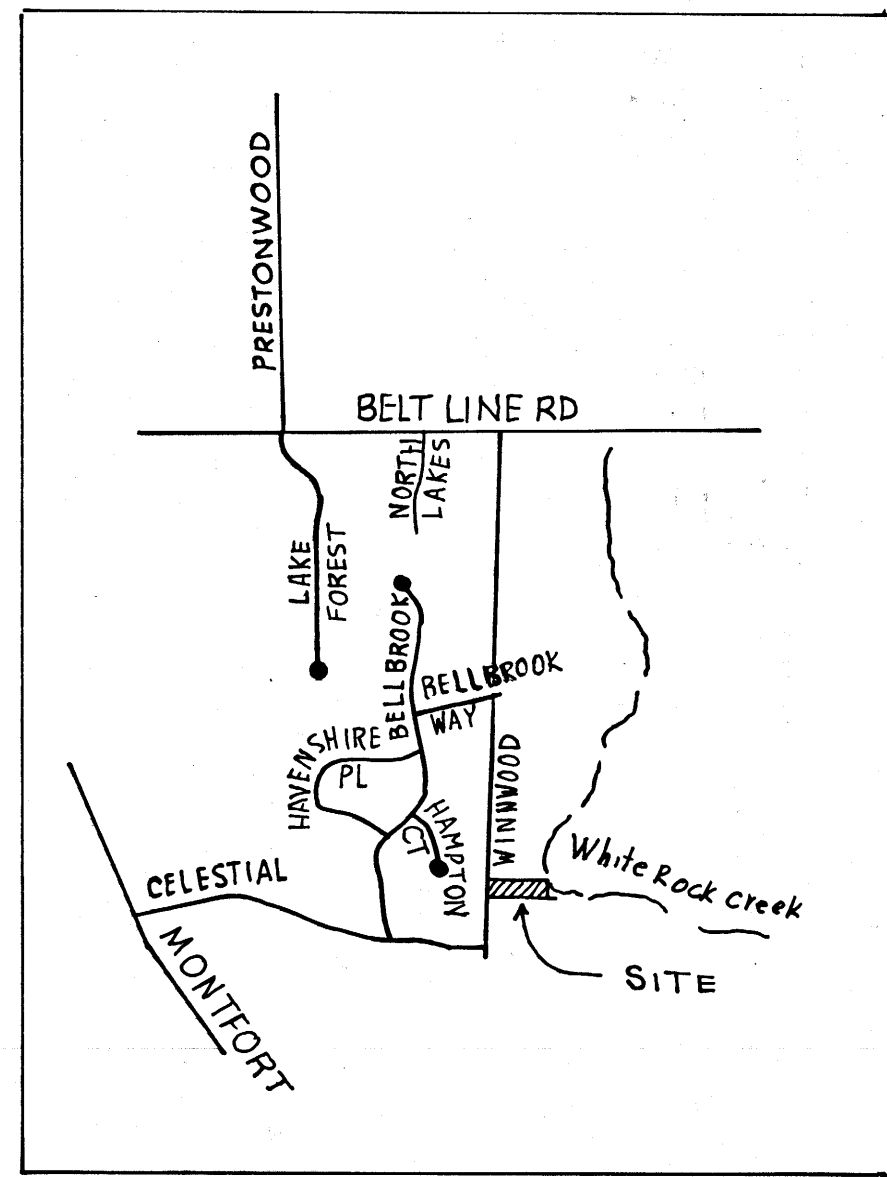 PRESTONWOOD
BELT LINE RD
NORTH
LAKES
LAKE
FOREST
BELLBROOK
BELLBROOK
WAY
HAVENSHIRE
PL
HAMPTON
CT
WINNWOOD
White Rock Creek
CELESTIAL
MONTFORT
SITE